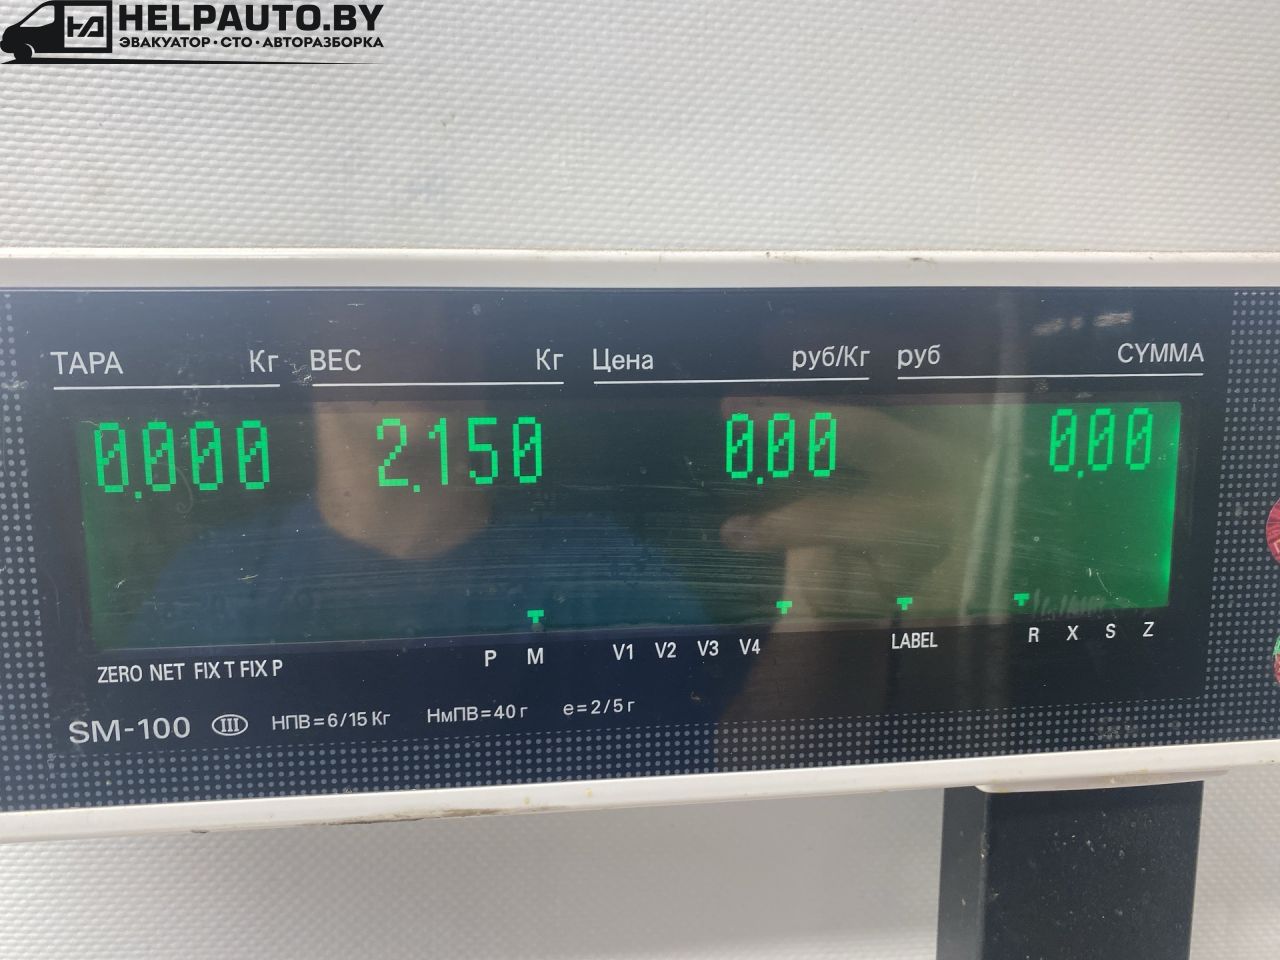 HELPAUTO.BY
ЭВАКУАТОР·СТО·АВТОРАЗБОРКА
ТАРА Кг ВЕС Кг Цена руб/Кг руб СУММА
0.000 2.150 0.00 0.00
ZERO NET FIX T FIX P P M V1 V2 V3 V4 LABEL R X S Z
SM-100 III НПВ=6/15 Кг НмПВ=40 г e=2/5 г